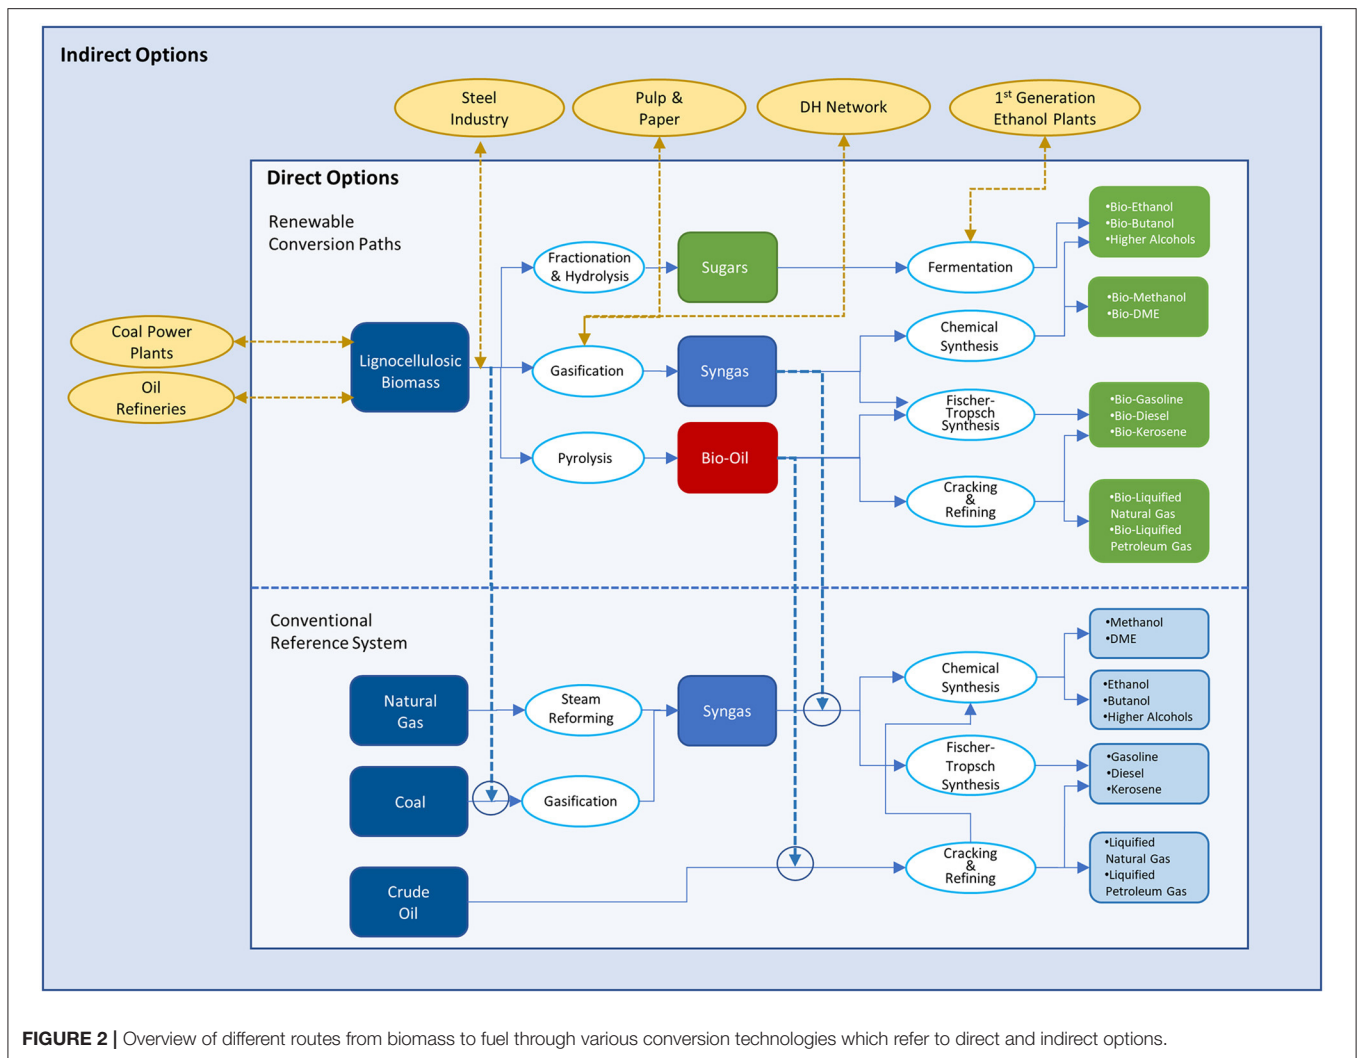 Indirect Options
Steel
Industry
Pulp &
Paper
DH Network
1st Generation
Ethanol Plants
Direct Options
Renewable
Conversion Paths
Fractionation
& Hydrolysis
Sugars
Fermentation
•Bio-Ethanol
•Bio-Butanol
•Higher Alcohols
•Bio-Methanol
•Bio-DME
Coal Power
Plants
Oil
Refineries
Lignocellulosic
Biomass
Gasification
Syngas
Chemical
Synthesis
Fischer-
Tropsch
Synthesis
•Bio-Gasoline
•Bio-Diesel
•Bio-Kerosene
Pyrolysis
Bio-Oil
Cracking
&
Refining
•Bio-Liquified
Natural Gas
•Bio-Liquified
Petroleum Gas
Conventional
Reference System
Natural
Gas
Steam
Reforming
Syngas
Chemical
Synthesis
•Methanol
•DME
•Ethanol
•Butanol
•Higher Alcohols
Coal
Gasification
Fischer-
Tropsch
Synthesis
•Gasoline
•Diesel
•Kerosene
Crude
Oil
Cracking
&
Refining
•Liquified
Natural Gas
•Liquified
Petroleum Gas
FIGURE 2 | Overview of different routes from biomass to fuel through various conversion technologies which refer to direct and indirect options.